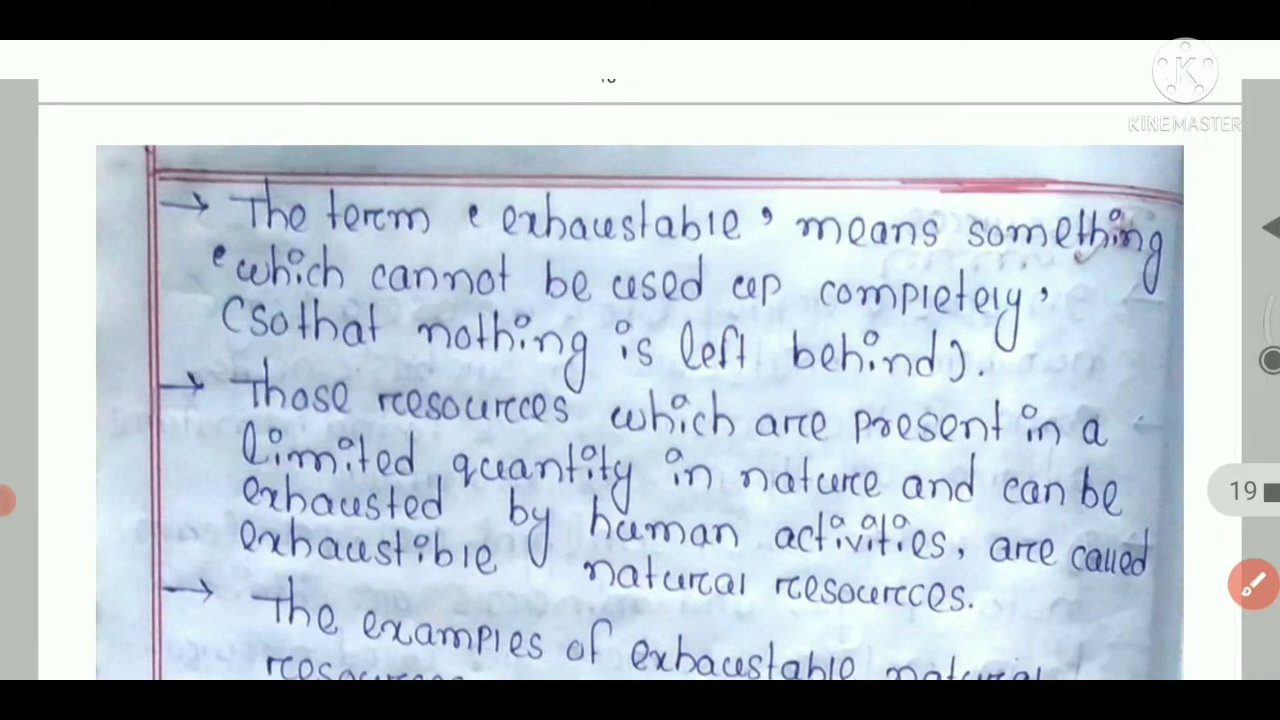 KINEMASTER
→ The term ‘exhaustable’ means something
‘which cannot be used up completely’
(so that nothing is left behind).
→ Those resources which are present in a
limited quantity in nature and can be
exhausted by human activities, are called
exhaustible natural resources.
→ The examples of exhaustable natural
resources
19